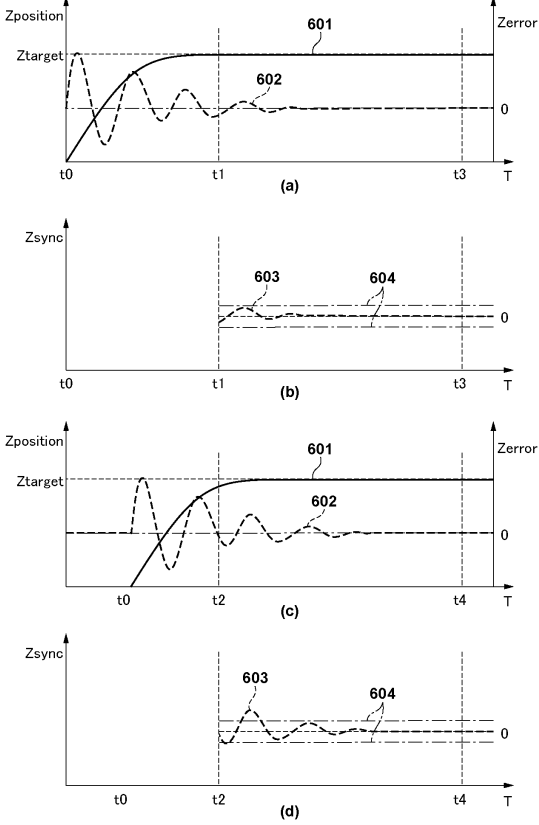 Zposition
Zerror
601
Ztarget
602
0
t0
t1
t3
T
(a)
Zsync
603
604
0
t0
t1
t3
T
(b)
Zposition
Zerror
601
Ztarget
602
0
t0
t2
t4
T
(c)
Zsync
603
604
0
t0
t2
t4
T
(d)